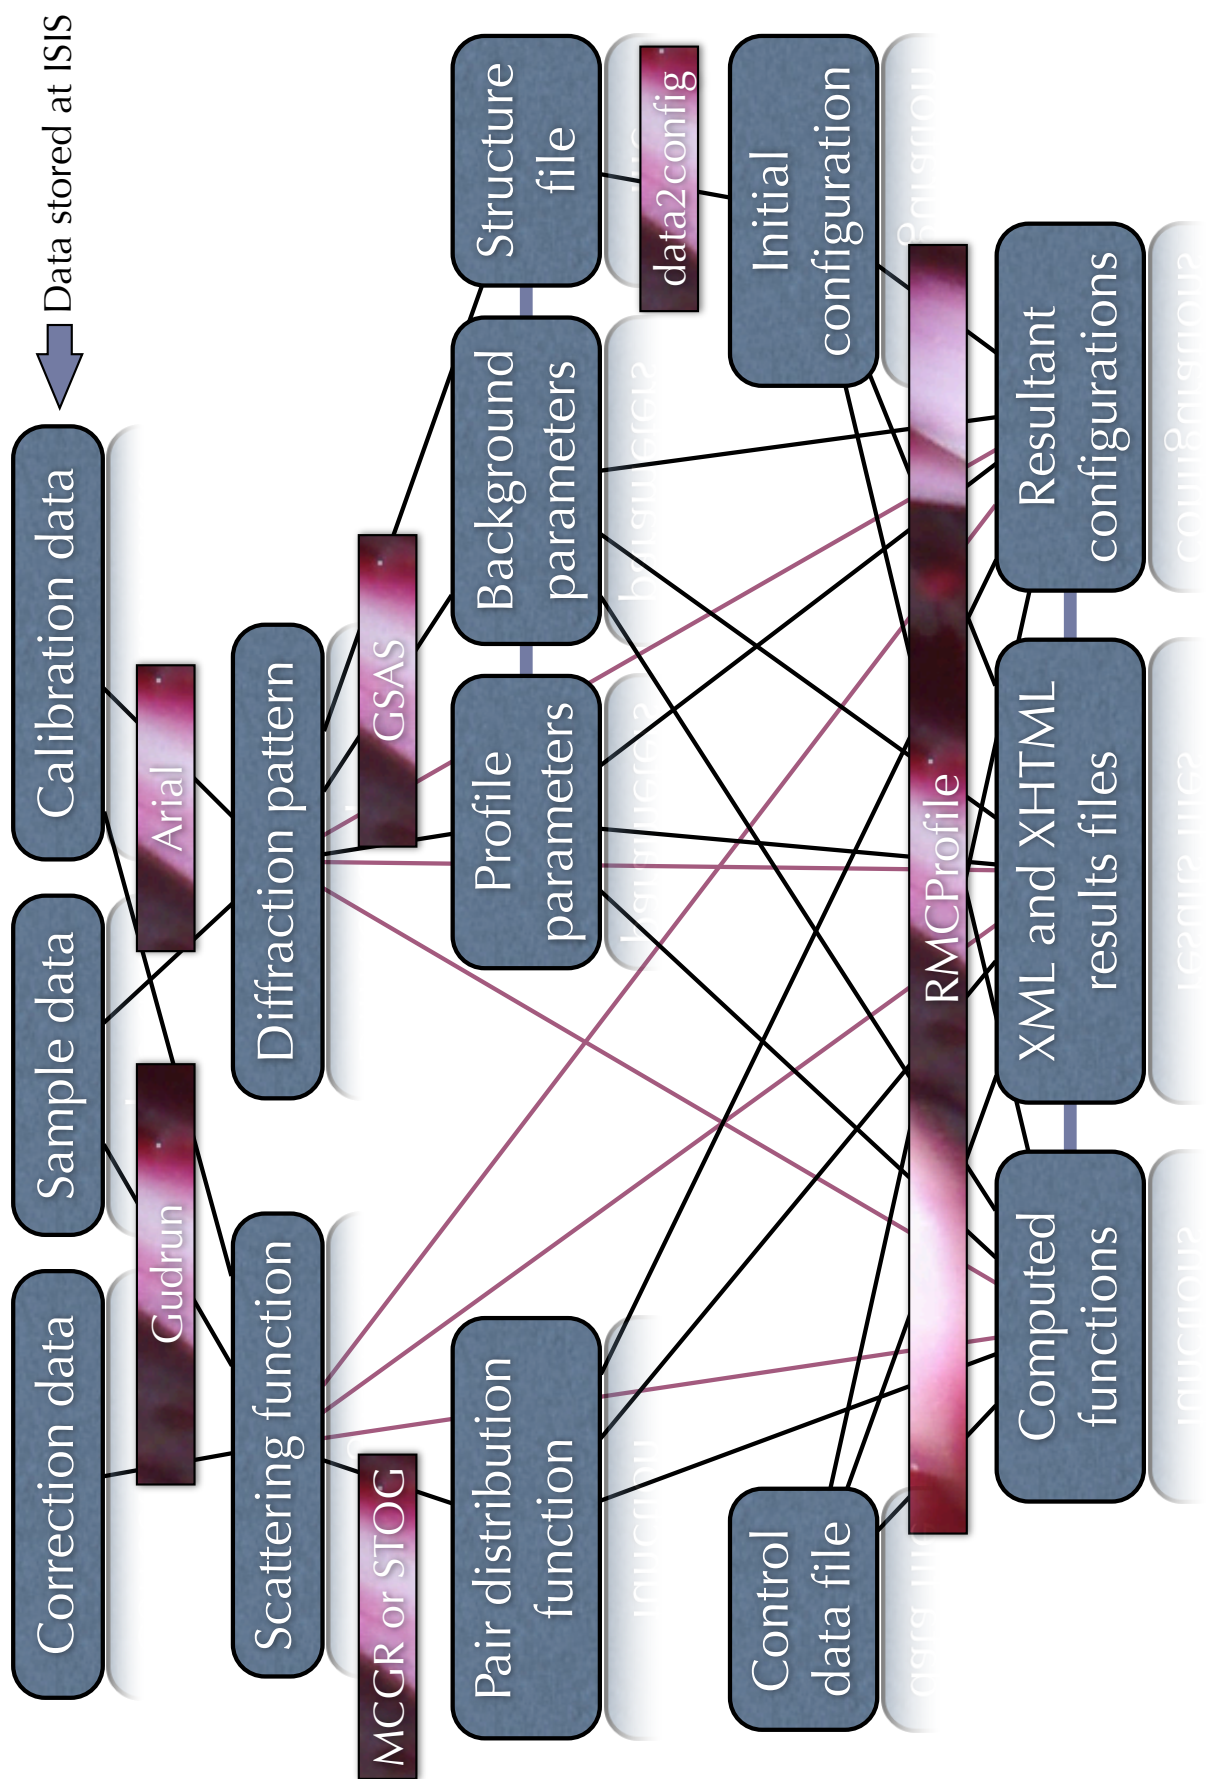 Correction data
Sample data
Calibration data
Data stored at ISIS
Gudrun
Arial
Scattering function
Diffraction pattern
MCGR or STOG
GSAS
Pair distribution
function
Profile
parameters
Background
parameters
Structure
file
data2config
Control
data file
Initial
configuration
RMCProfile
Computed
functions
XML and XHTML
results files
Resultant
configurations